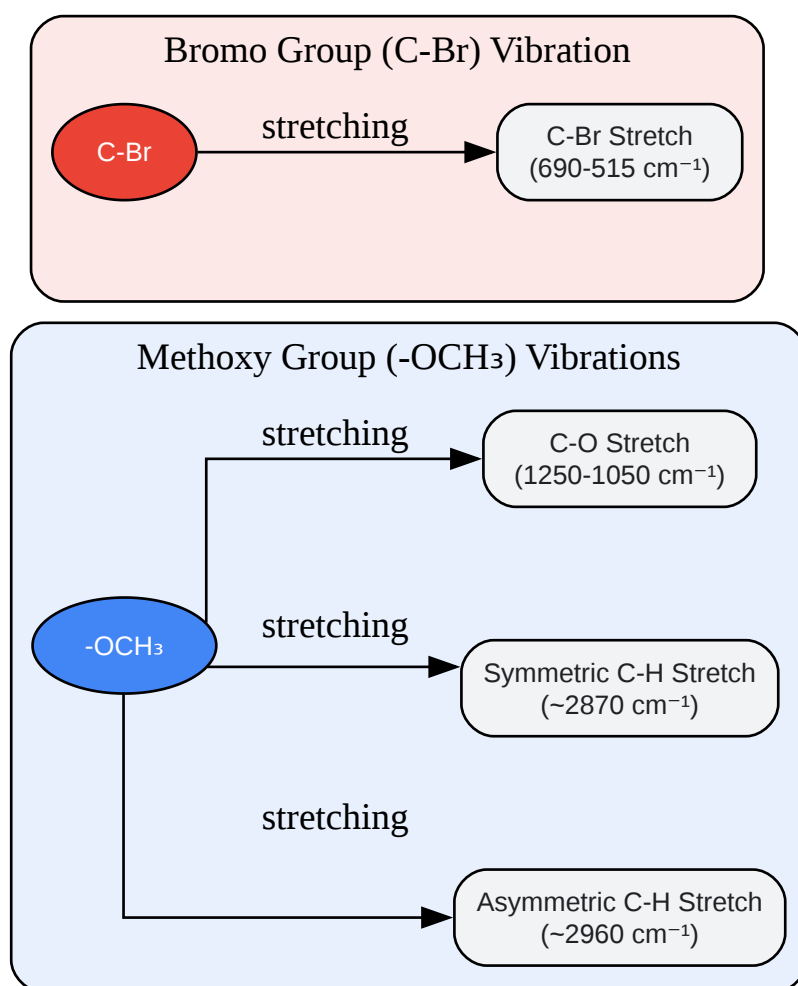 Bromo Group (C-Br) Vibration
C-Br
stretching
C-Br Stretch
(690-515 cm⁻¹)
Methoxy Group (-OCH₃) Vibrations
stretching
C-O Stretch
(1250-1050 cm⁻¹)
-OCH₃
stretching
Symmetric C-H Stretch
(~2870 cm⁻¹)
stretching
Asymmetric C-H Stretch
(~2960 cm⁻¹)